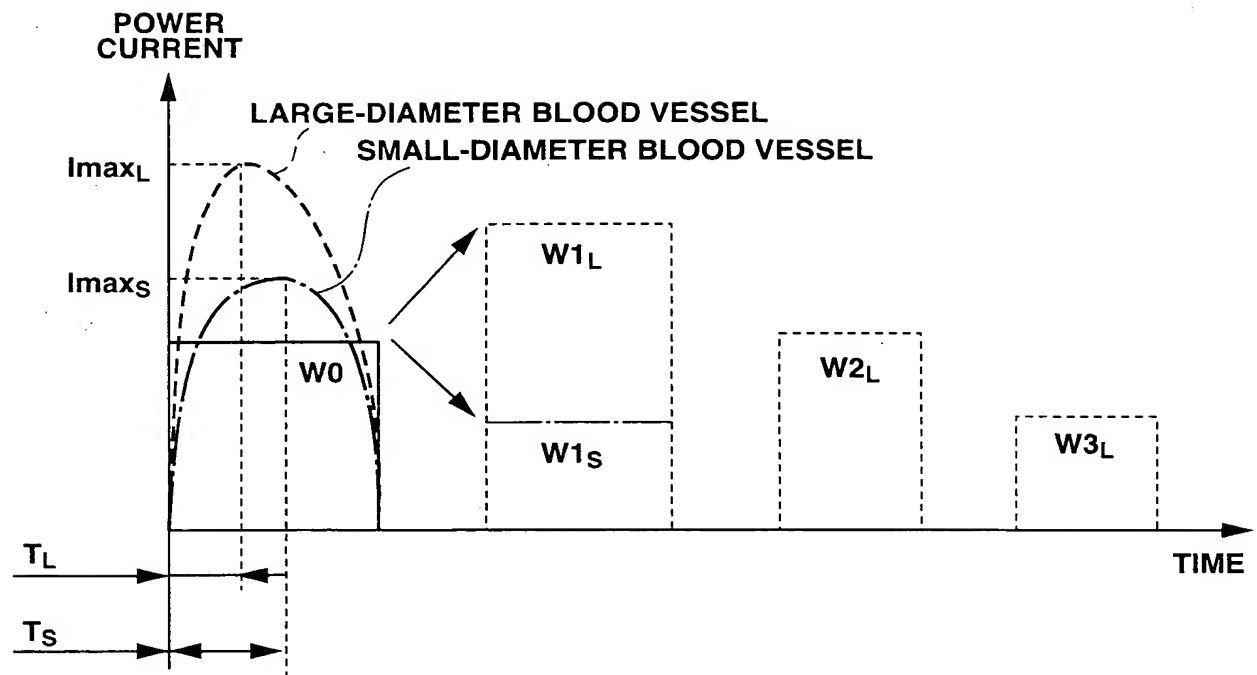 POWER
CURRENT
LARGE-DIAMETER BLOOD VESSEL
SMALL-DIAMETER BLOOD VESSEL
ImaxL
ImaxS
W0
W1L
W1S
W2L
W3L
TIME
TL
TS